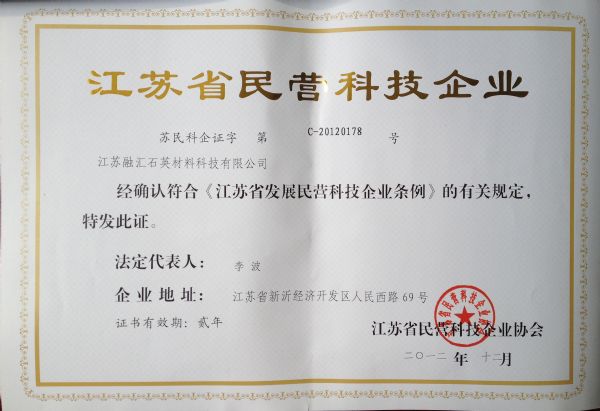 江苏省民营科技企业
苏民科企证字 第 C-20120178 号
江苏融汇石英材料科技有限公司
经确认符合《江苏省发展民营科技企业条例》的有关规定，
特发此证。
法定代表人： 李波
企业地址： 江苏省新沂经济开发区人民西路69号
证书有效期：贰年
江苏省民营科技企业协会
二〇一二 年 十二月